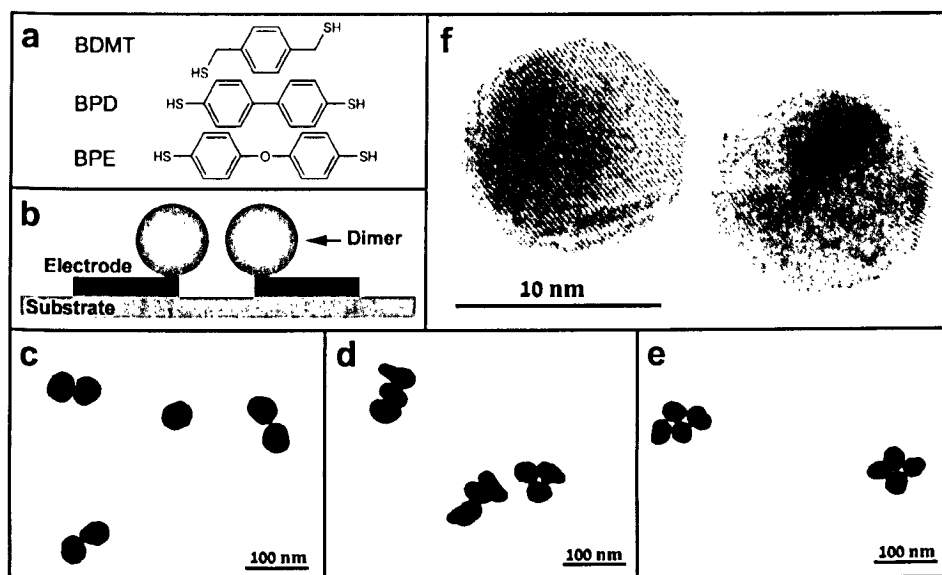 a
BDMT
SH
HS
BPD
HS
SH
BPE
HS
O
SH
b
Dimer
Electrode
Substrate
f
10 nm
c
100 nm
d
100 nm
e
100 nm